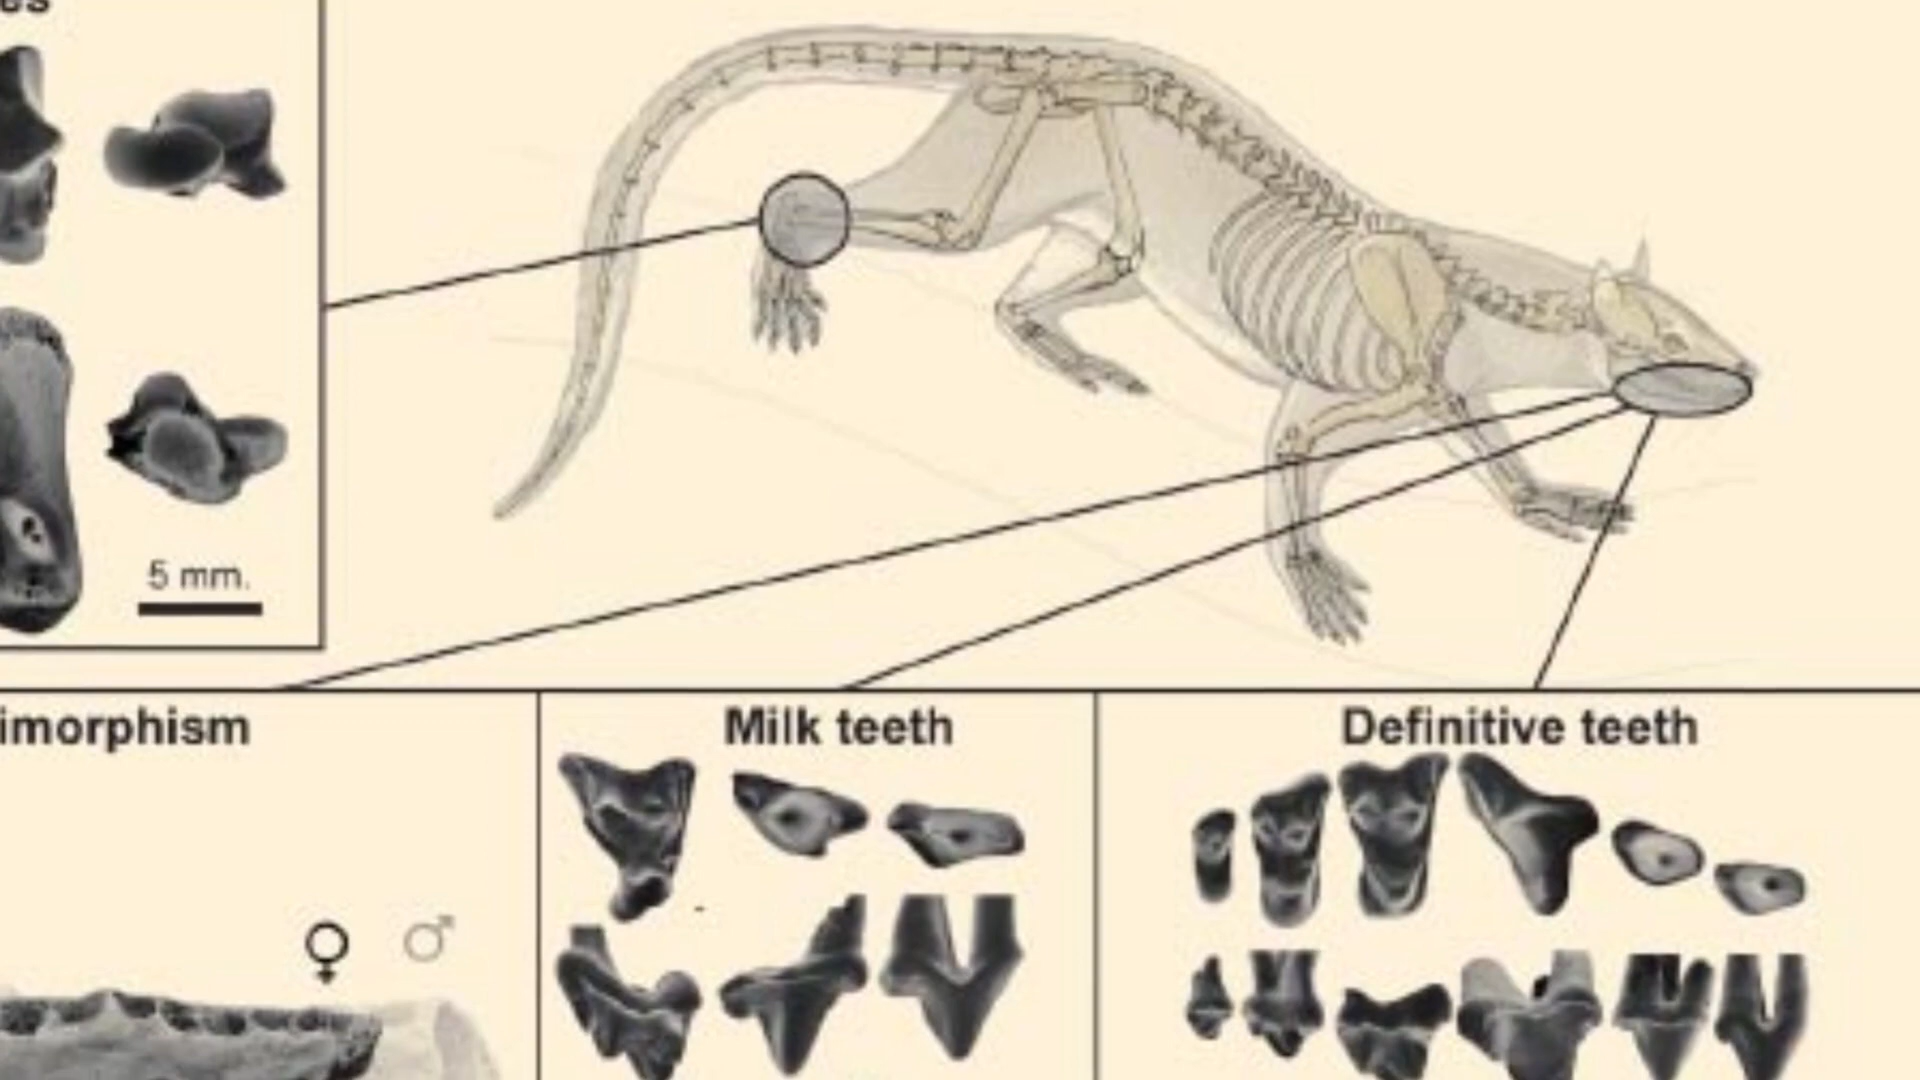 5 mm.
imorphism
Milk teeth
Definitive teeth
♀ ♂